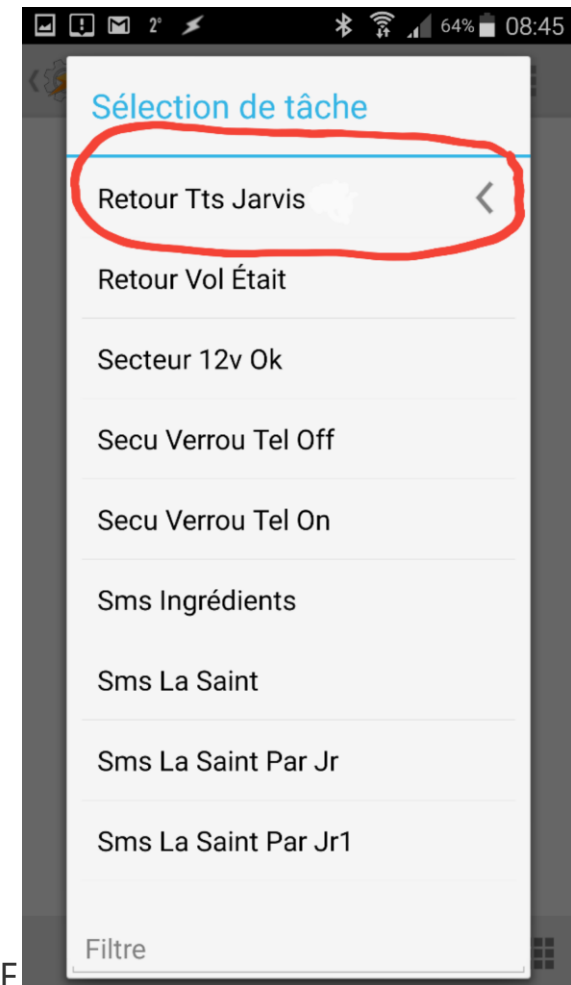 2° 64% 08:45
Sélection de tâche
Retour Tts Jarvis
Retour Vol Était
Secteur 12v Ok
Secu Verrou Tel Off
Secu Verrou Tel On
Sms Ingrédients
Sms La Saint
Sms La Saint Par Jr
Sms La Saint Par Jr1
Filtre
F